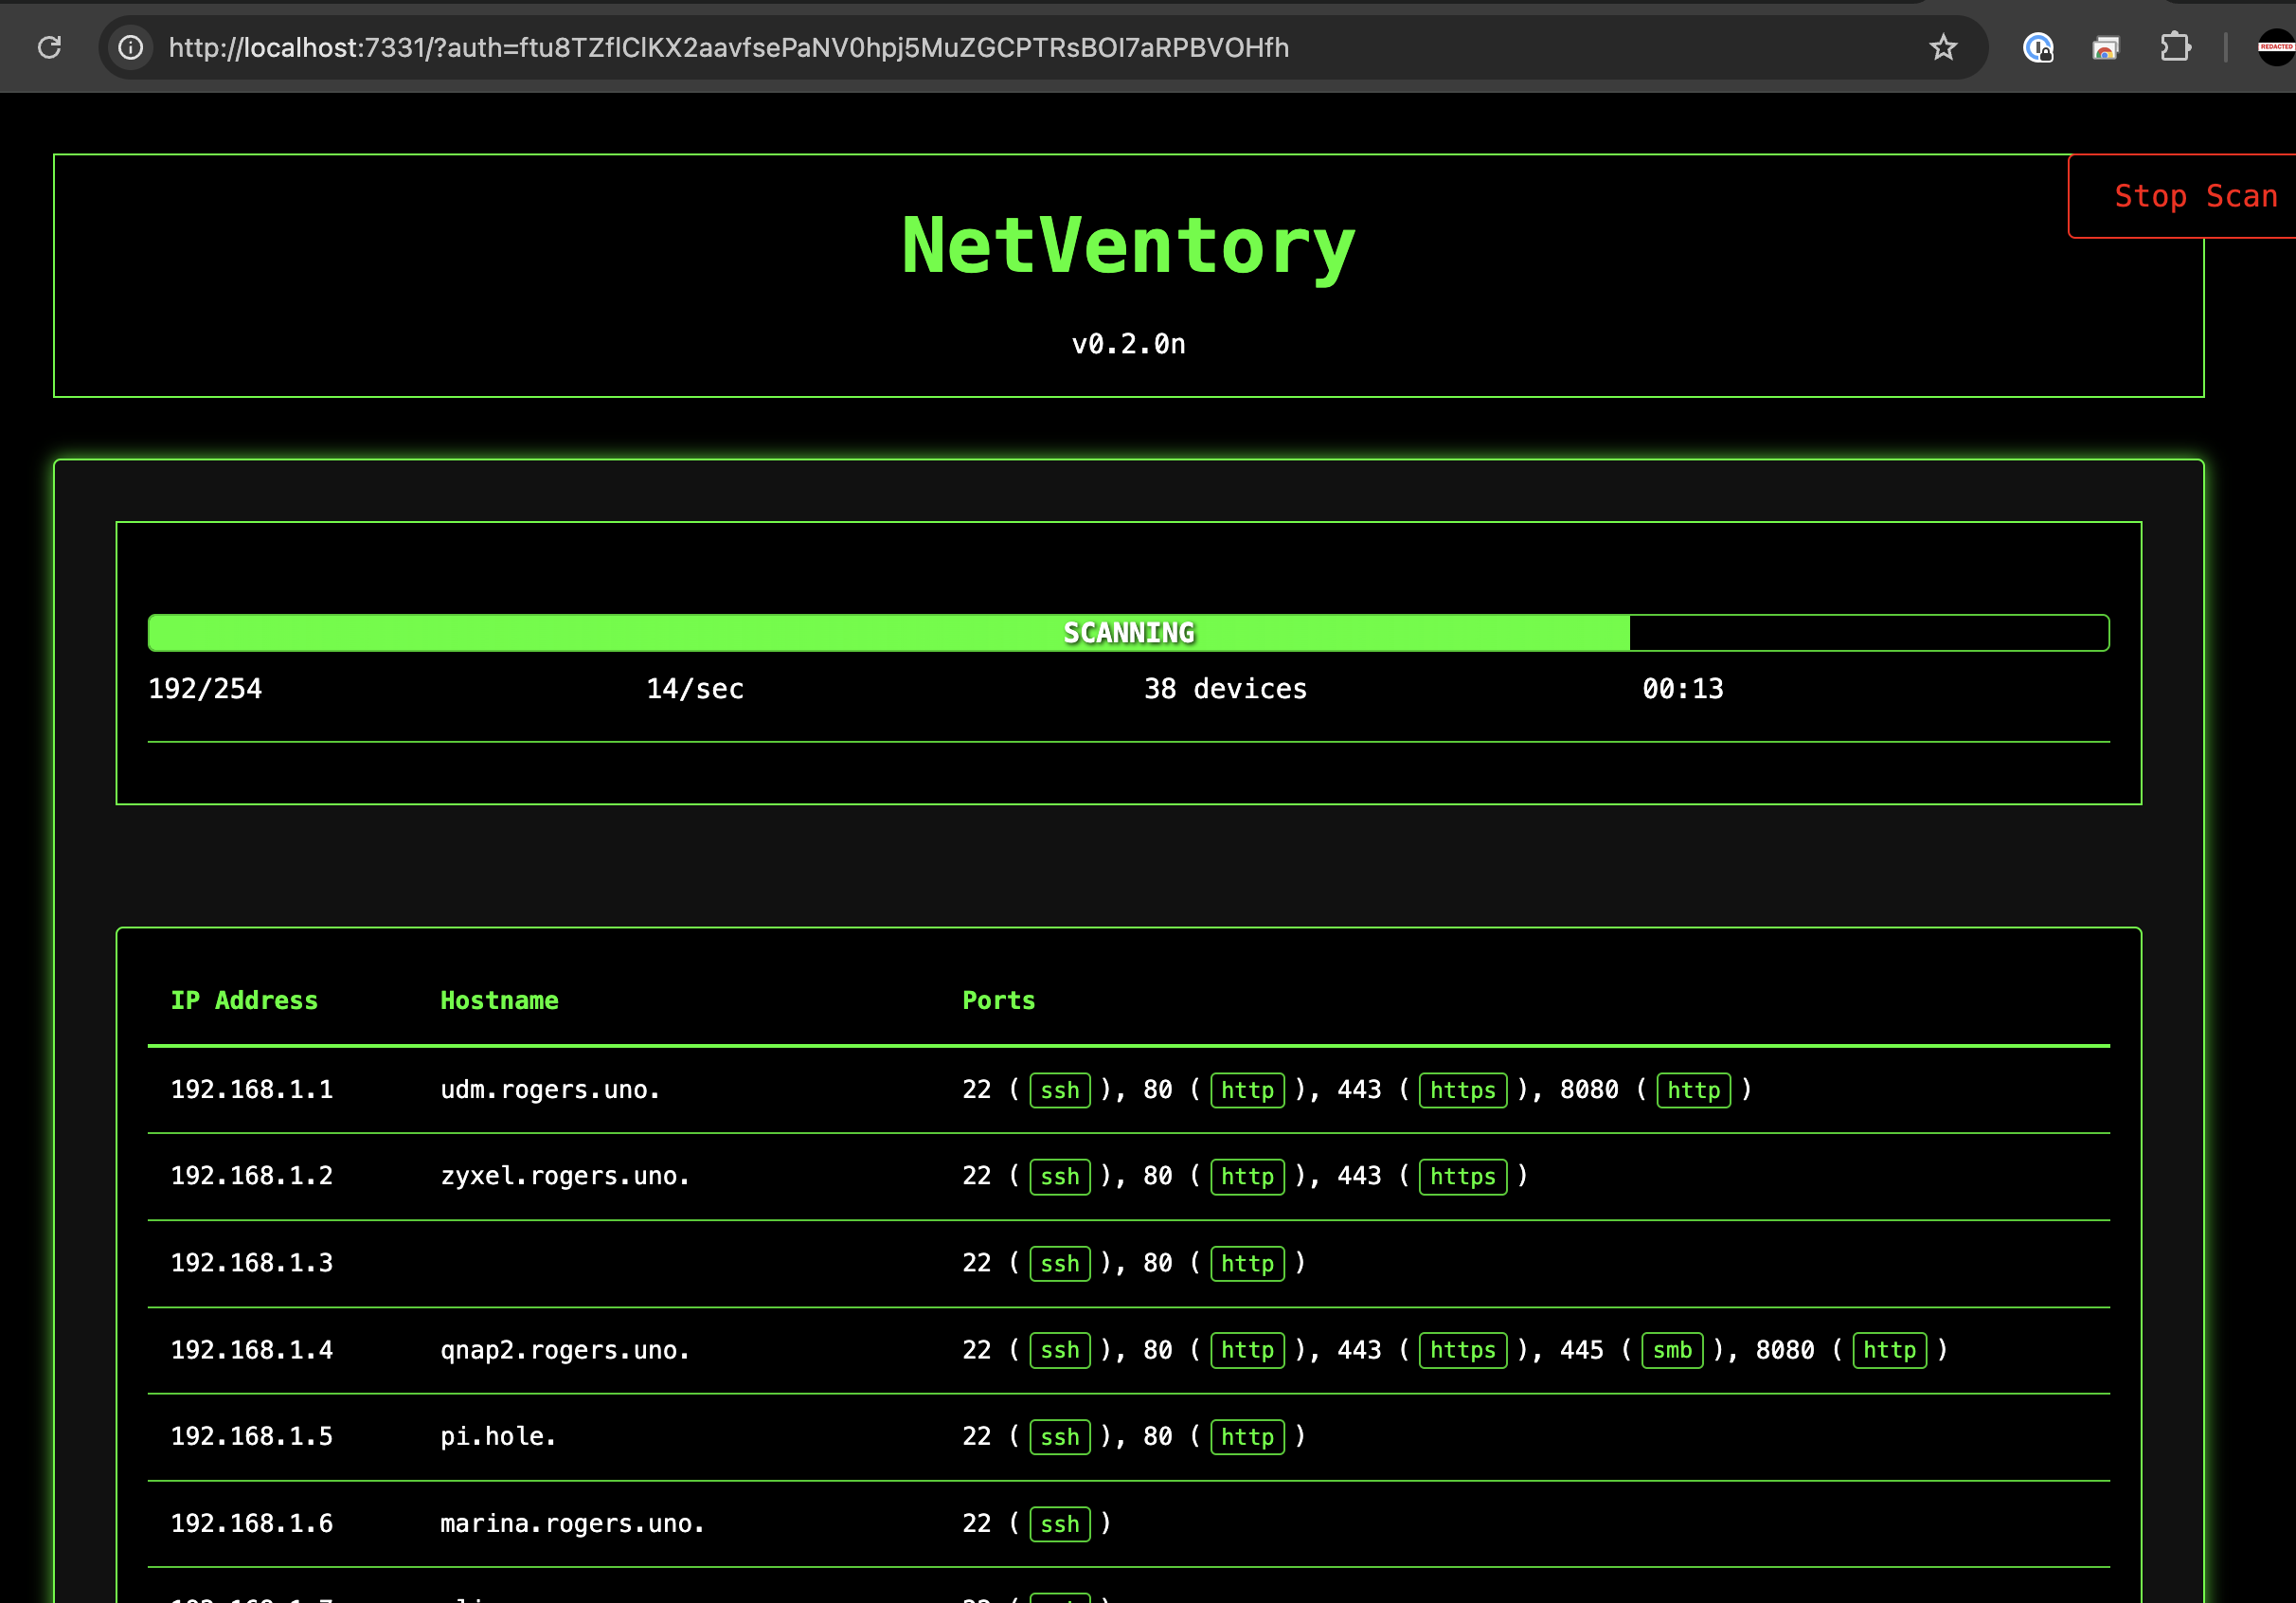 http://localhost:7331/?auth=ftu8TZflClKX2aavfsePaNV0hpj5MuZGCPTRsBOI7aRPBVOHfh
REDACTED
Stop Scan
NetVentory
v0.2.0n
SCANNING
192/254 14/sec 38 devices 00:13
IP Address Hostname Ports
192.168.1.1 udm.rogers.uno. 22 ( ssh ), 80 ( http ), 443 ( https ), 8080 ( http )
192.168.1.2 zyxel.rogers.uno. 22 ( ssh ), 80 ( http ), 443 ( https )
192.168.1.3 22 ( ssh ), 80 ( http )
192.168.1.4 qnap2.rogers.uno. 22 ( ssh ), 80 ( http ), 443 ( https ), 445 ( smb ), 8080 ( http )
192.168.1.5 pi.hole. 22 ( ssh ), 80 ( http )
192.168.1.6 marina.rogers.uno. 22 ( ssh )